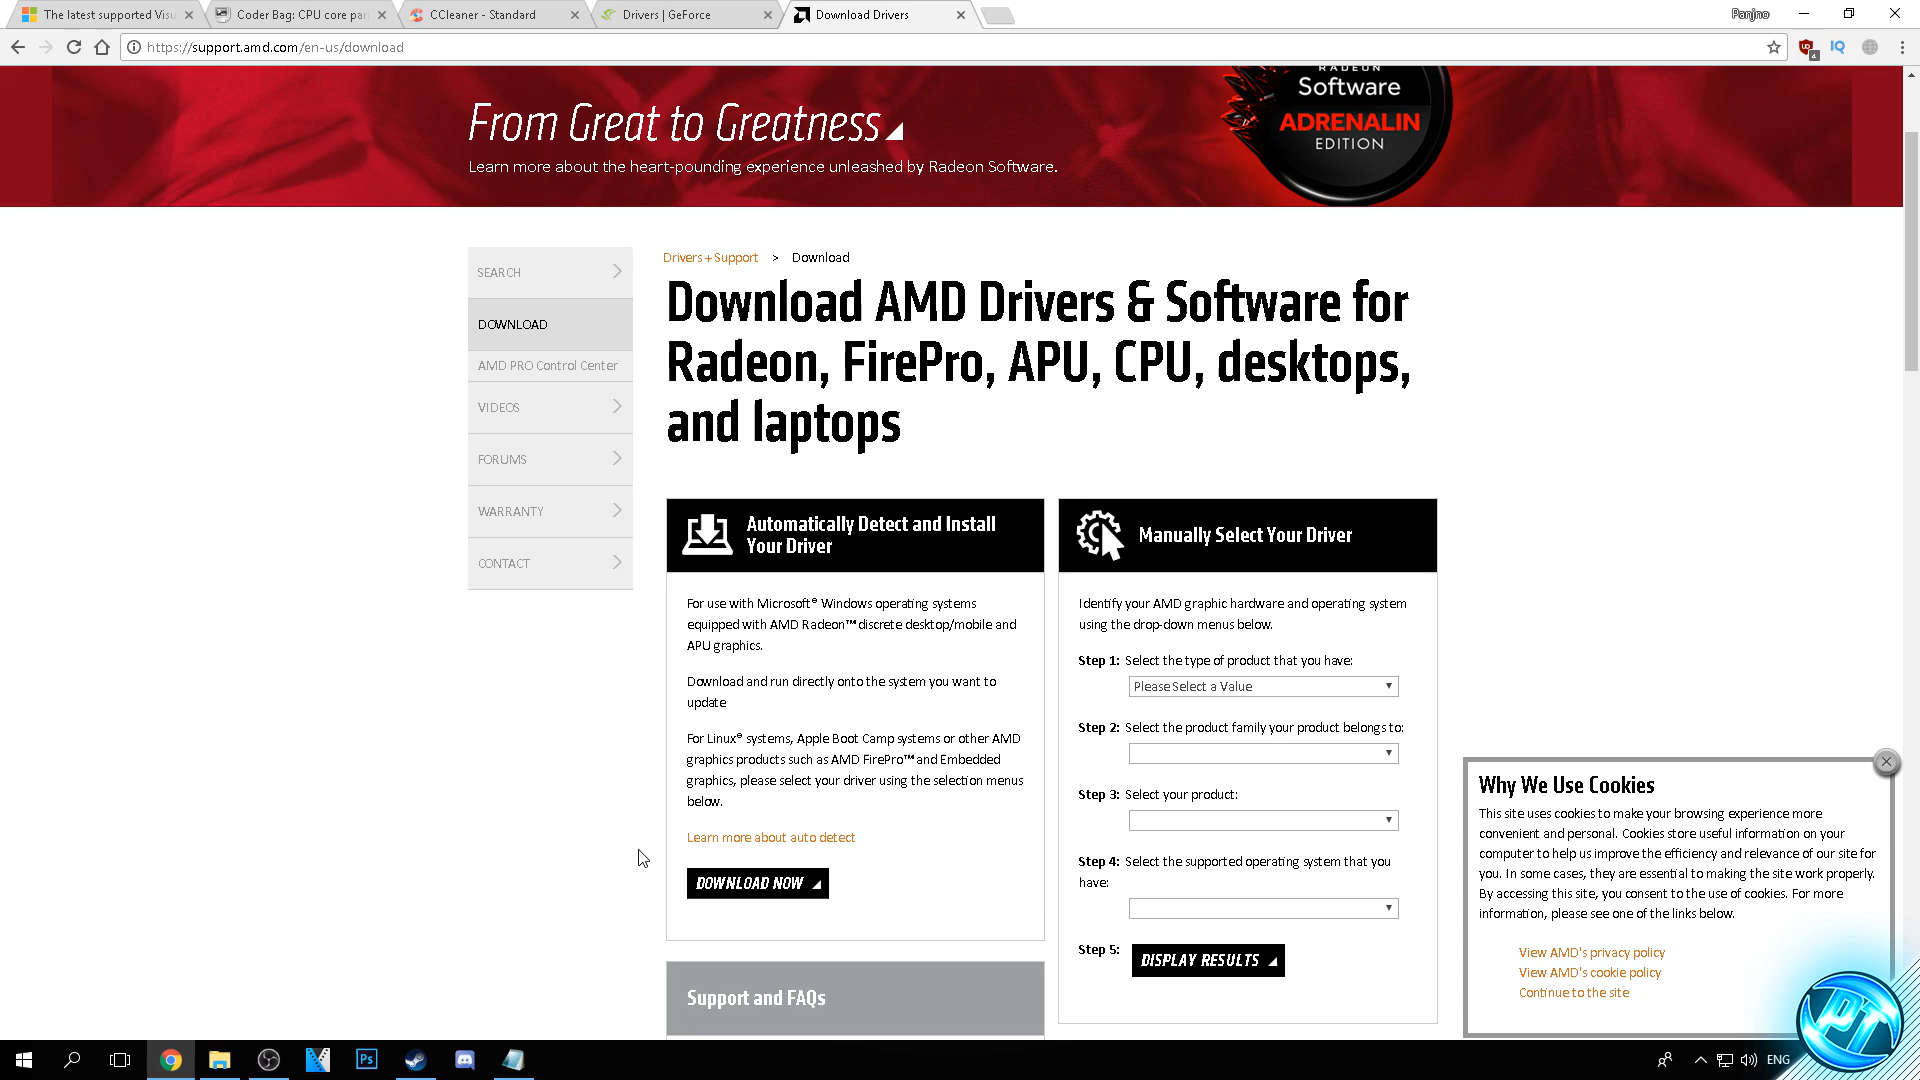 The latest supported Visu
Coder Bag: CPU core par
CCleaner - Standard
Drivers | GeForce
Download Drivers
Panjno
https://support.amd.com/en-us/download
IQ
RADEON
Software
ADRENALIN
EDITION
From Great to Greatness
Learn more about the heart-pounding experience unleashed by Radeon Software.
SEARCH
DOWNLOAD
AMD PRO Control Center
VIDEOS
FORUMS
WARRANTY
CONTACT
Drivers + Support > Download
Download AMD Drivers & Software for
Radeon, FirePro, APU, CPU, desktops,
and laptops
Automatically Detect and Install
Your Driver
For use with Microsoft® Windows operating systems
equipped with AMD Radeon™ discrete desktop/mobile and
APU graphics.
Download and run directly onto the system you want to
update
For Linux® systems, Apple Boot Camp systems or other AMD
graphics products such as AMD FirePro™ and Embedded
graphics, please select your driver using the selection menus
below.
Learn more about auto detect
DOWNLOAD NOW
Support and FAQs
Manually Select Your Driver
Identify your AMD graphic hardware and operating system
using the drop-down menus below.
Step 1: Select the type of product that you have:
Please Select a Value
Step 2: Select the product family your product belongs to:
Step 3: Select your product:
Step 4: Select the supported operating system that you
have:
Step 5: DISPLAY RESULTS
Why We Use Cookies
This site uses cookies to make your browsing experience more
convenient and personal. Cookies store useful information on your
computer to help us improve the efficiency and relevance of our site for
you. In some cases, they are essential to making the site work properly.
By accessing this site, you consent to the use of cookies. For more
information, please see one of the links below.
View AMD's privacy policy
View AMD's cookie policy
Continue to the site
PT
Ps
ENG